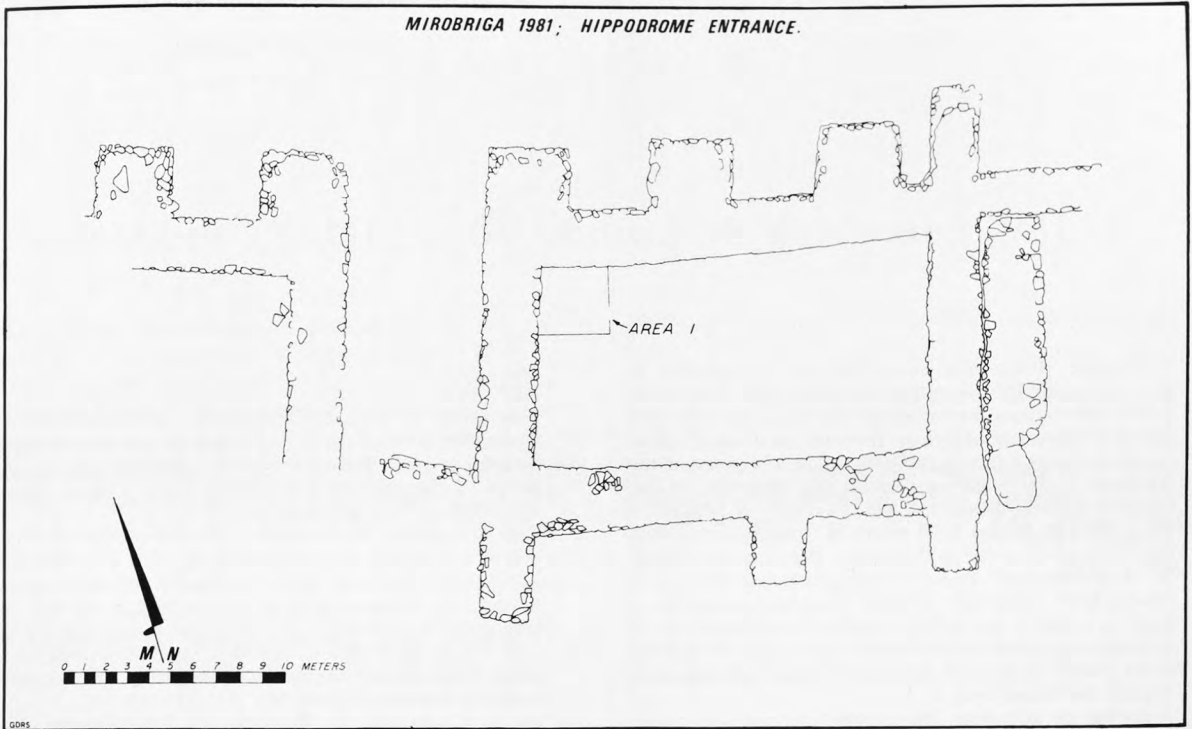 MIROBRIGA 1981; HIPPODROME ENTRANCE.
AREA 1
M N
0 1 2 3 4 5 6 7 8 9 10 METERS
GDRS